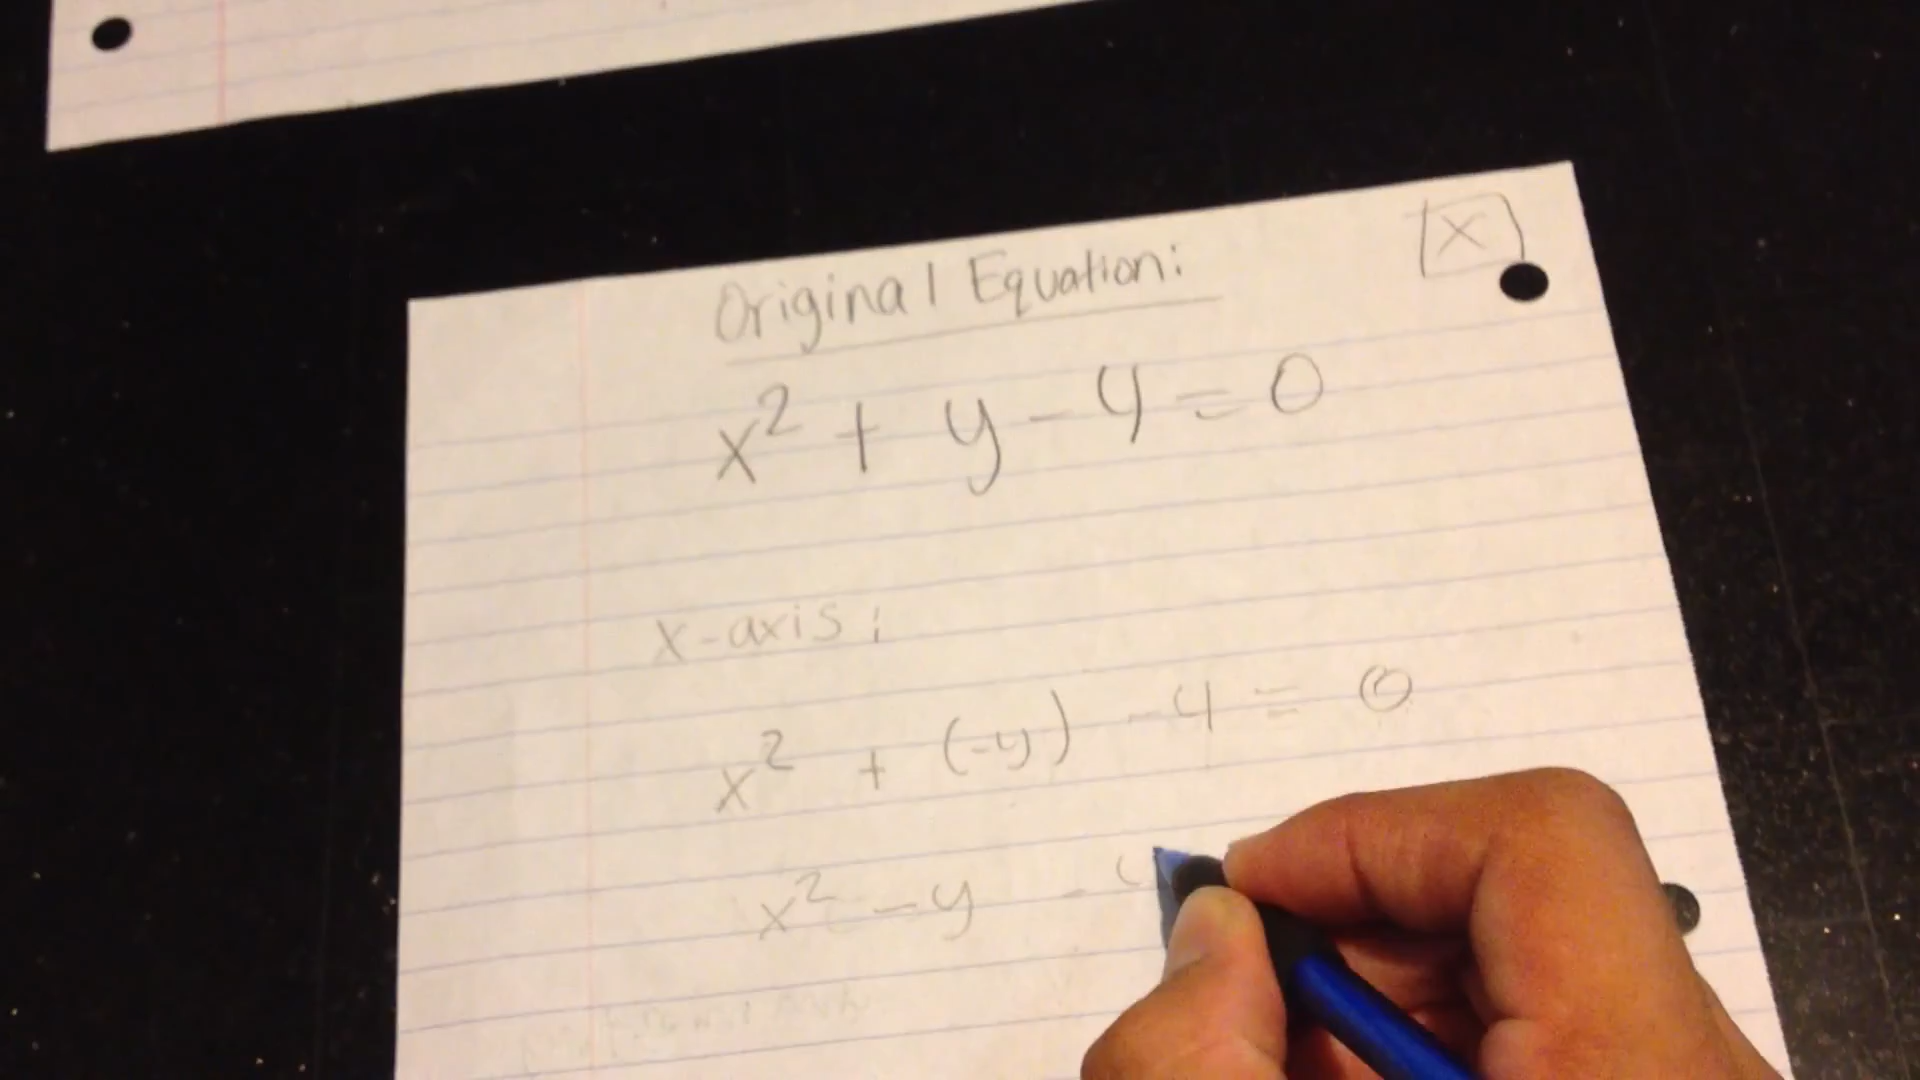 X
Original Equation:
x² + y - 4 = 0
x-axis:
x² + (-y) - 4 = 0
x² - y -